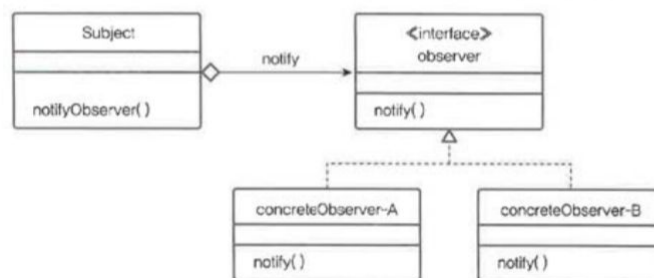 Subject
notifyObserver( )
notify
≪interface≫
observer
notify( )
concreteObserver-A
notify( )
concreteObserver-B
notify( )